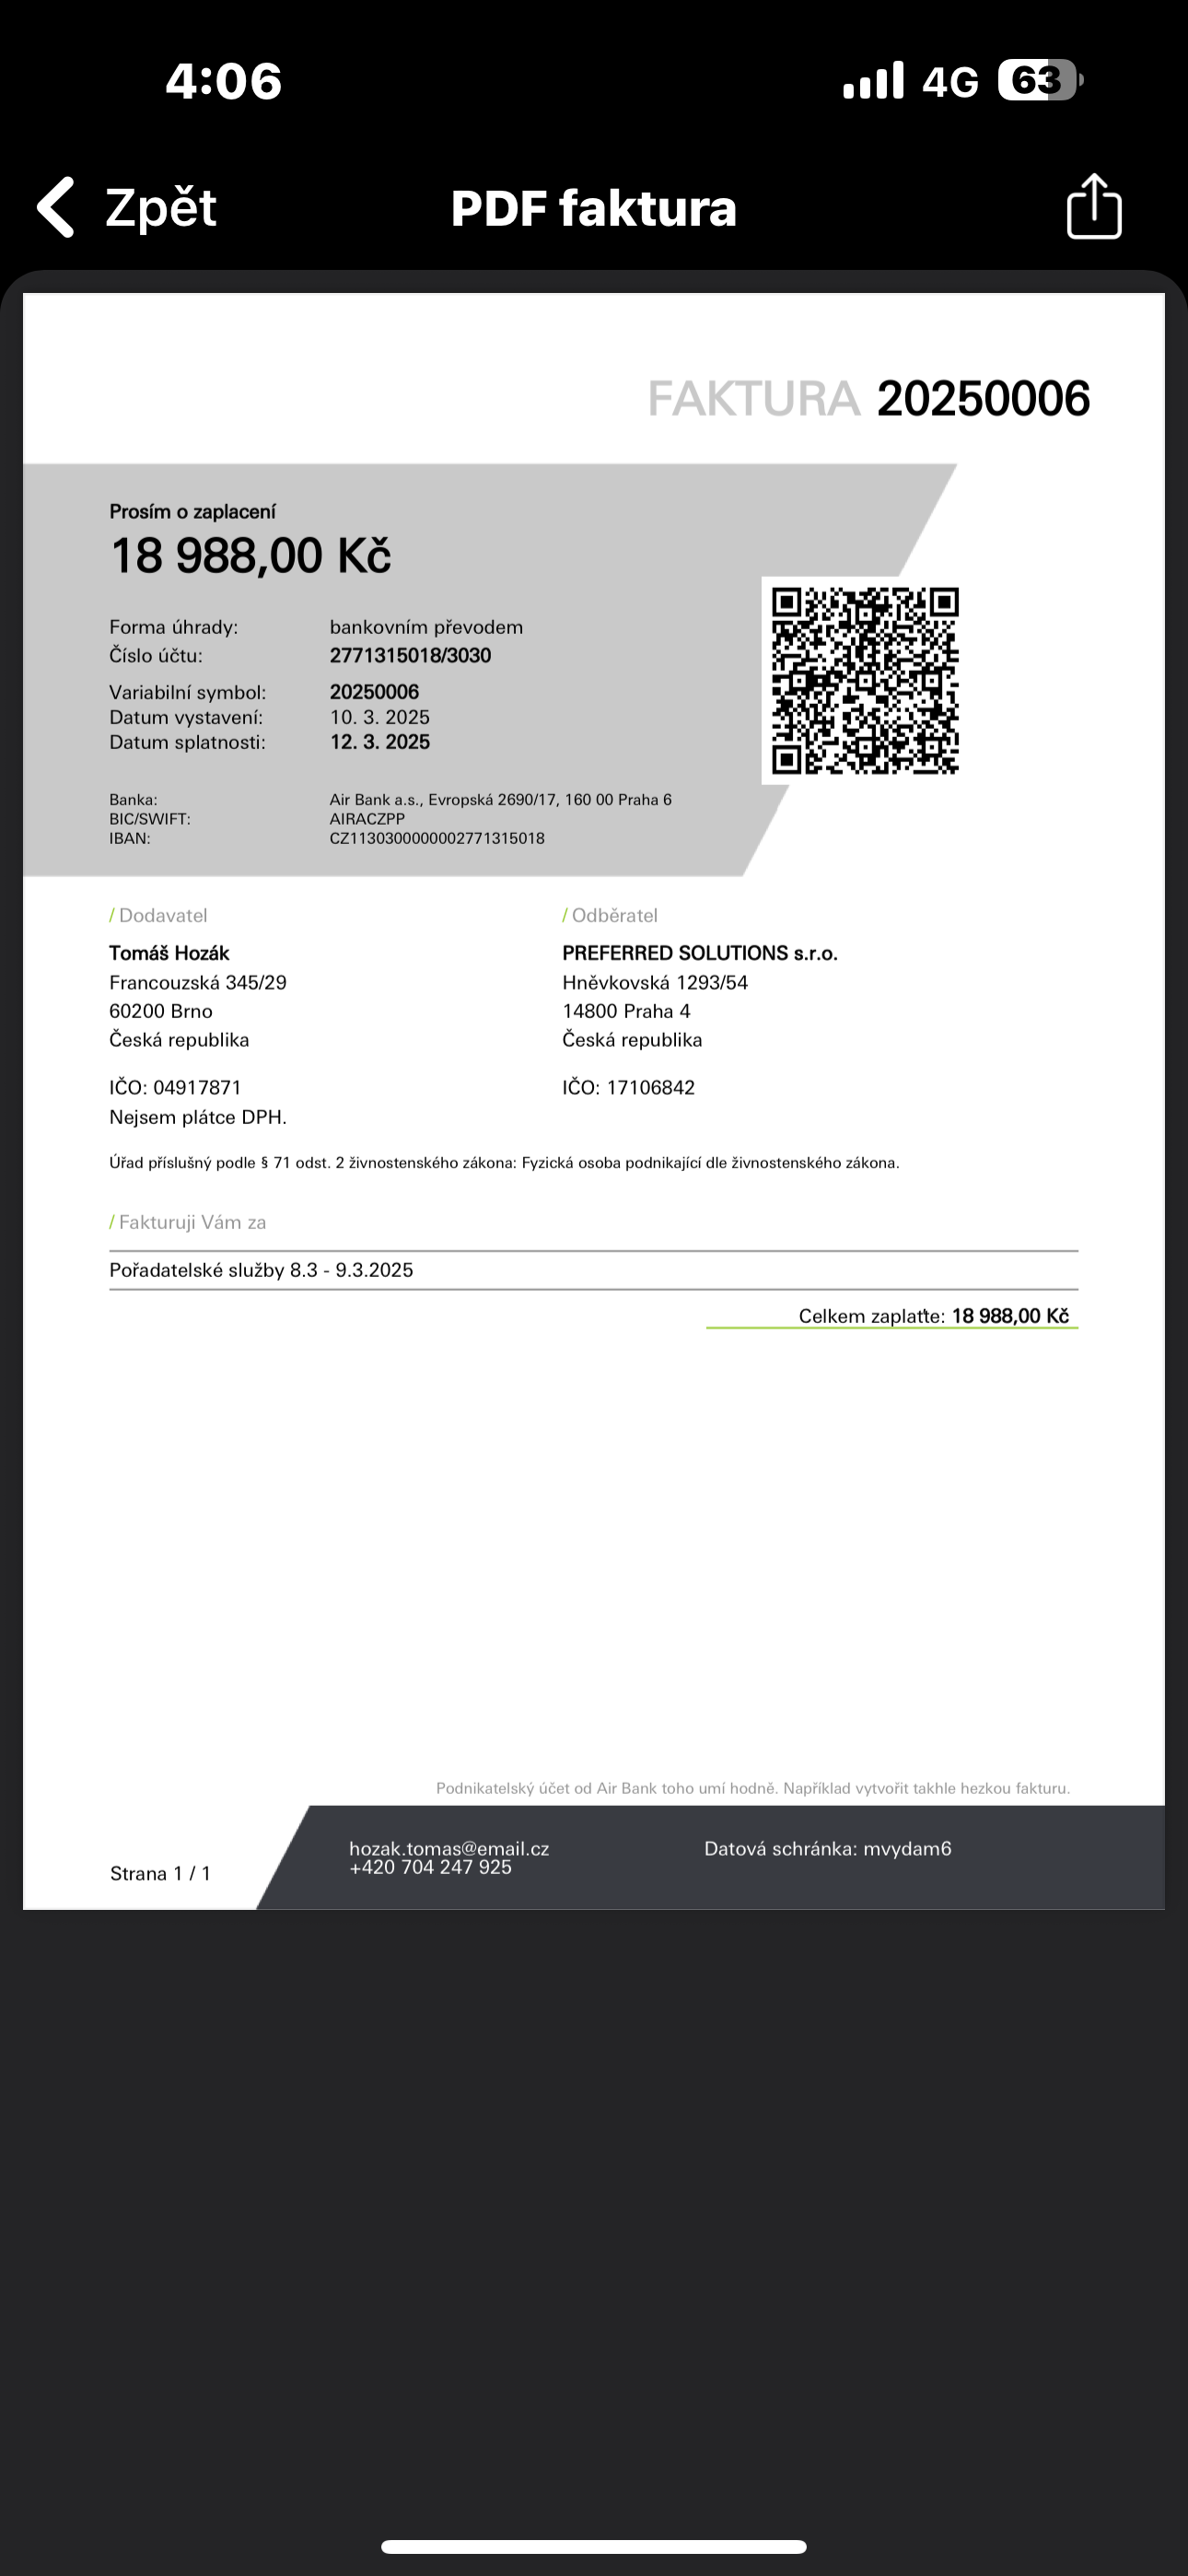 4:06 4G 63
Zpět PDF faktura
FAKTURA 20250006
Prosím o zaplacení
18 988,00 Kč
Forma úhrady: bankovním převodem
Číslo účtu: 2771315018/3030
Variabilní symbol: 20250006
Datum vystavení: 10. 3. 2025
Datum splatnosti: 12. 3. 2025
Banka: Air Bank a.s., Evropská 2690/17, 160 00 Praha 6
BIC/SWIFT: AIRACZPP
IBAN: CZ1130300000002771315018
/ Dodavatel
Tomáš Hozák
Francouzská 345/29
60200 Brno
Česká republika
IČO: 04917871
Nejsem plátce DPH.
/ Odběratel
PREFERRED SOLUTIONS s.r.o.
Hněvkovská 1293/54
14800 Praha 4
Česká republika
IČO: 17106842
Úřad příslušný podle § 71 odst. 2 živnostenského zákona: Fyzická osoba podnikající dle živnostenského zákona.
/ Fakturuji Vám za
Pořadatelské služby 8.3 - 9.3.2025
Celkem zaplaťte: 18 988,00 Kč
Podnikatelský účet od Air Bank toho umí hodně. Například vytvořit takhle hezkou fakturu.
Strana 1 / 1
hozak.tomas@email.cz
+420 704 247 925
Datová schránka: mvydam6